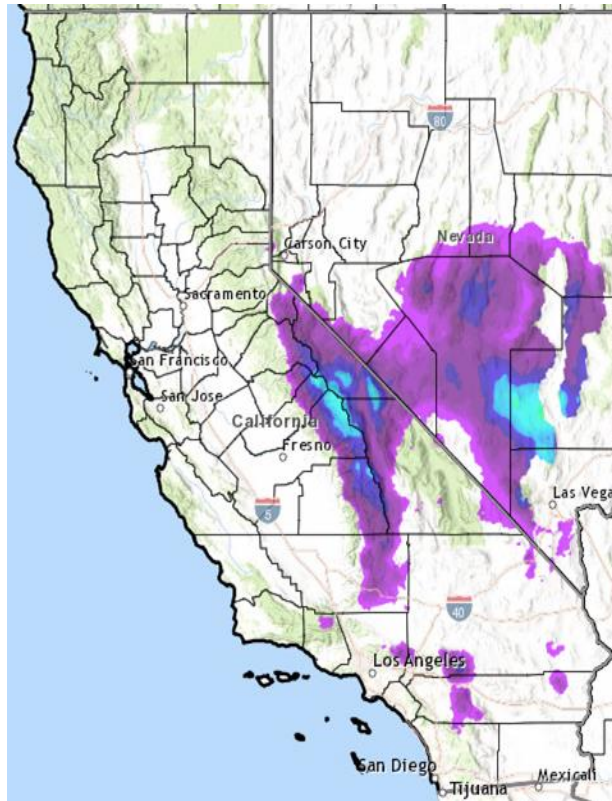 80
Carson City
Nevada
Sacramento
San Francisco
San Jose
California
Fresno
5
Las Vega
40
Los Angeles
San Diego
Tijuana
Mexicali